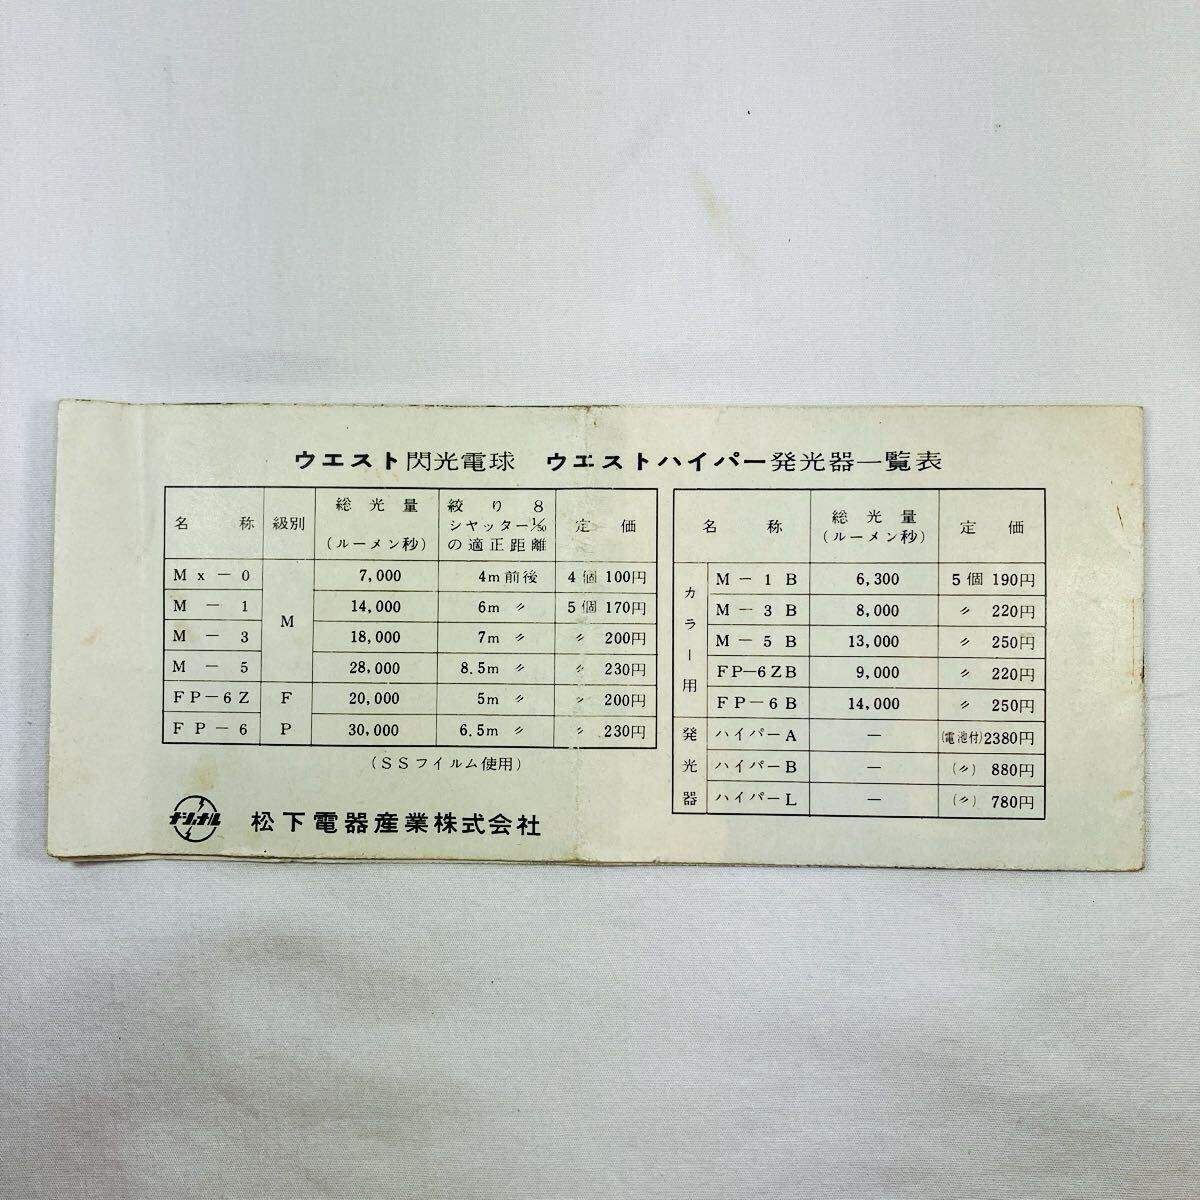 ウエスト閃光電球 ウエストハイパー発光器一覧表
名称 級別 総光量(ルーメン秒) 絞り8シヤッター1/50の適正距離 定価
Mx-0 M 7,000 4m前後 4個100円
M-1 14,000 6m 〃 5個170円
M-3 18,000 7m 〃 〃 200円
M-5 28,000 8.5m 〃 〃 230円
FP-6Z FP 20,000 5m 〃 〃 200円
FP-6 30,000 6.5m 〃 〃 230円
(SSフイルム使用)
ナショナル 松下電器産業株式会社
名称 総光量(ルーメン秒) 定価
カラー用 M-1B 6,300 5個190円
M-3B 8,000 〃 220円
M-5B 13,000 〃 250円
FP-6ZB 9,000 〃 220円
FP-6B 14,000 〃 250円
発光器 ハイパーA - (電池付)2380円
ハイパーB - (〃) 880円
ハイパーL - (〃) 780円